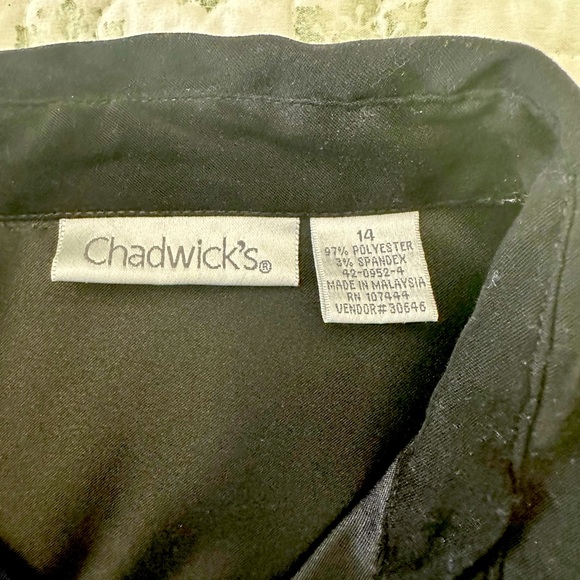 Chadwick's®
14
97% POLYESTER
3% SPANDEX
42-0952-4
MADE IN MALAYSIA
RN 107444
VENDOR#30646